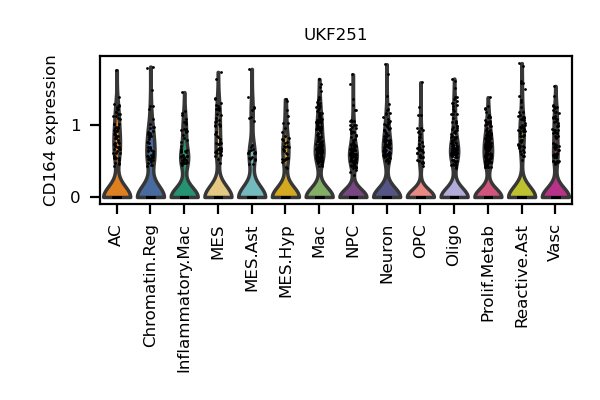 UKF251
CD164 expression
1
0
AC
Chromatin.Reg
Inflammatory.Mac
MES
MES.Ast
MES.Hyp
Mac
NPC
Neuron
OPC
Oligo
Prolif.Metab
Reactive.Ast
Vasc